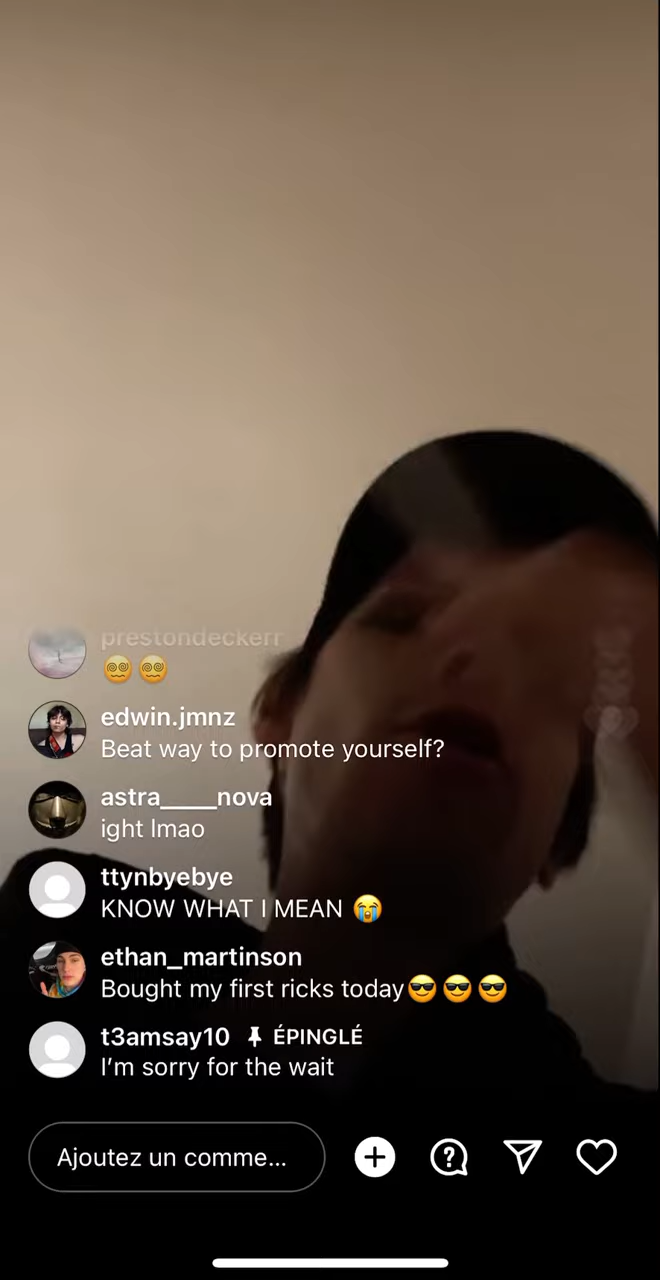 prestondeckerr
😵‍💫😵‍💫
edwin.jmnz
Beat way to promote yourself?
astra____nova
ight lmao
ttynbyebye
KNOW WHAT I MEAN 😭
ethan_martinson
Bought my first ricks today😎😎😎
t3amsay10 📌 ÉPINGLÉ
I’m sorry for the wait
Ajoutez un comme...